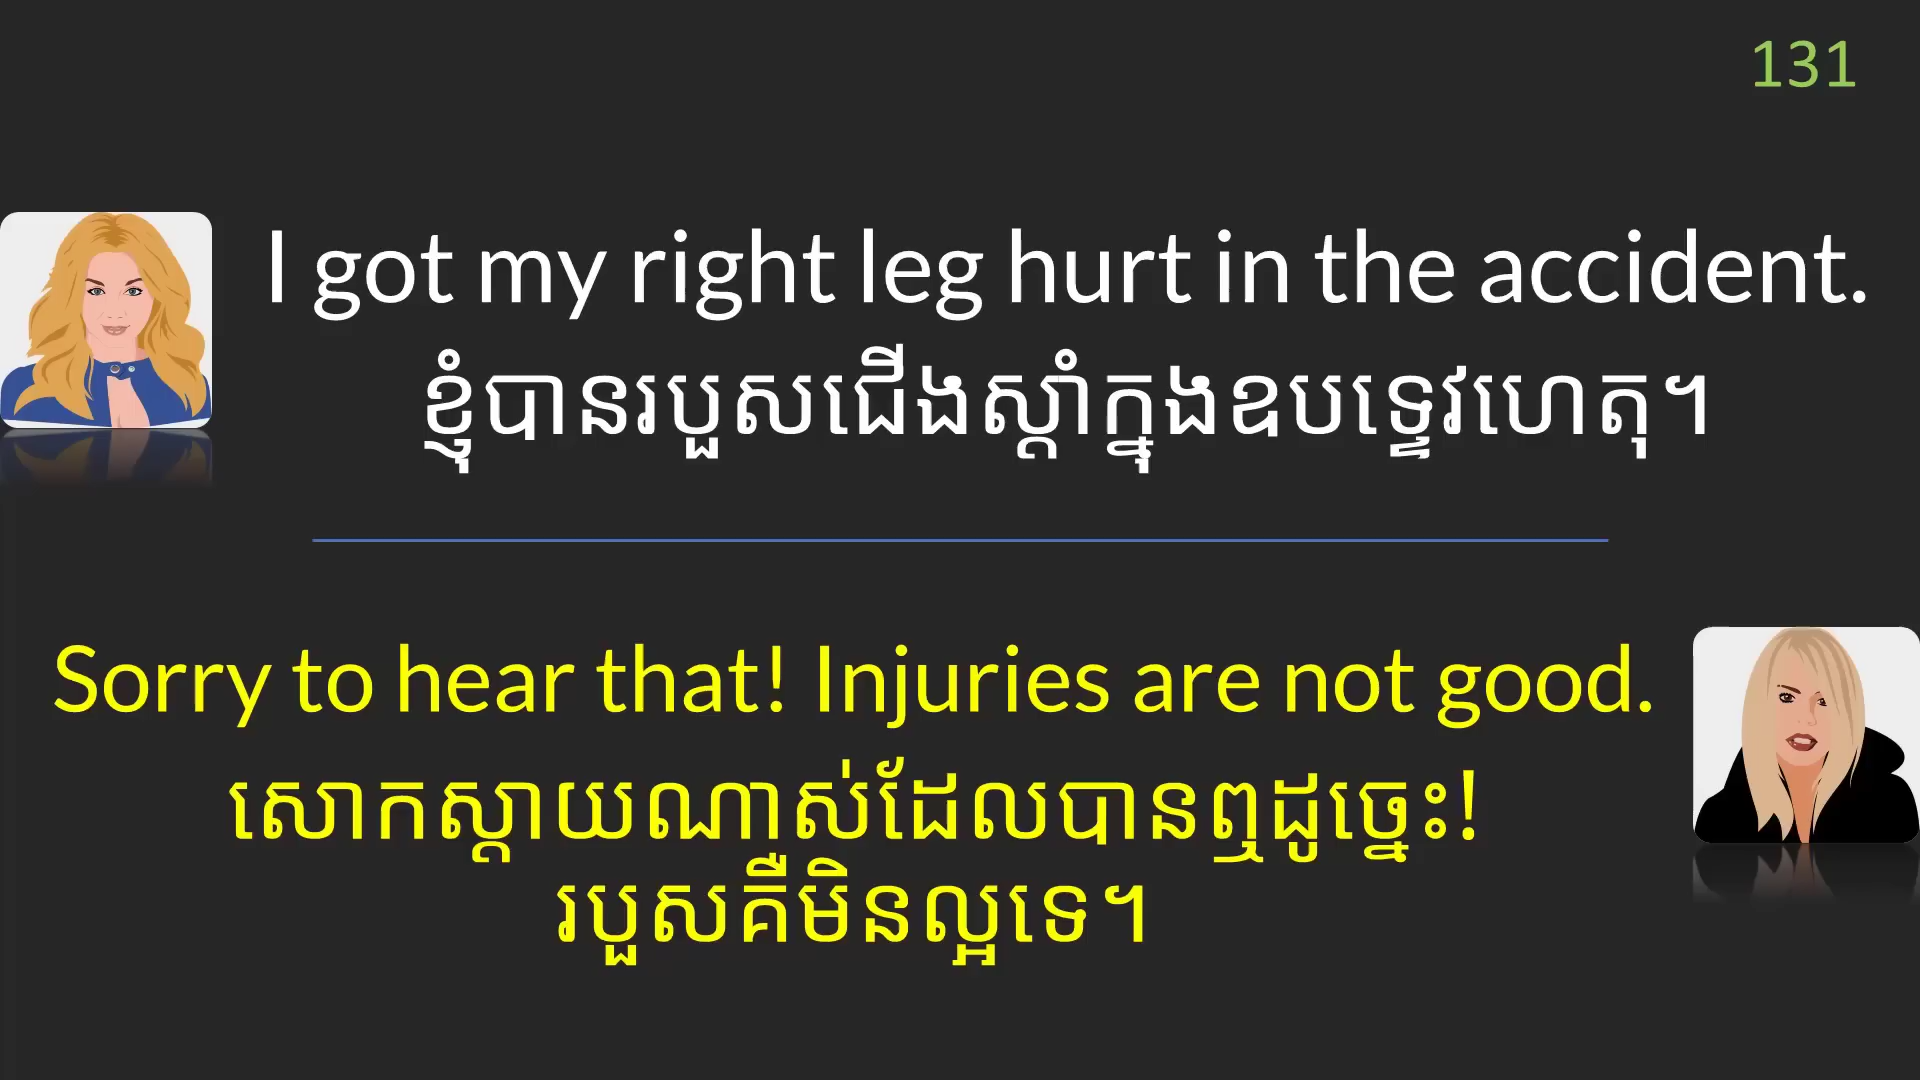 131
I got my right leg hurt in the accident.
ខ្ញុំបានរបួសជើងស្តាំក្នុងឧបទ្ទេវហេតុ។
Sorry to hear that! Injuries are not good.
សោកស្តាយណាស់ដែលបានឮដូច្នេះ!
របួសគឺមិនល្អទេ។